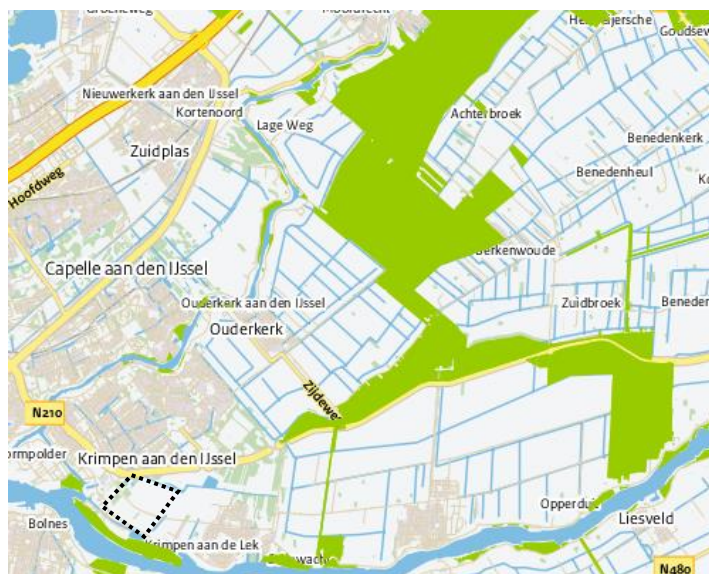 Nieuwerkerk aan den IJssel
Kortenoord
Lage Weg
Achterbroek
Zuidplas
Benedenkerk
Hoofdweg
Benedenheul
Capelle aan den IJssel
Berkenwoude
Ouderkerk aan den IJssel
Zuidbroek
Ouderkerk
Zijdeweg
N210
Krimpen aan den IJssel
Opperduit
Bolnes
Liesveld
Krimpen aan de Lek
N480